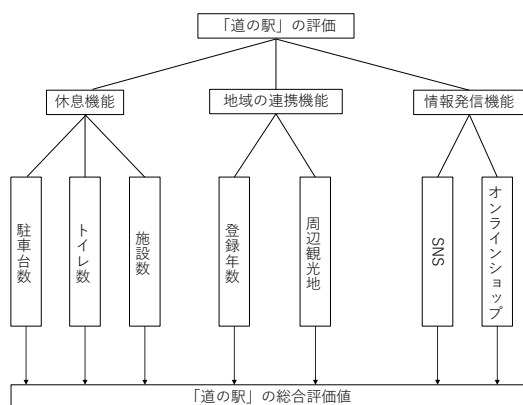 「道の駅」の評価
休息機能
地域の連携機能
情報発信機能
駐車台数
トイレ数
施設数
登録年数
周辺観光地
SNS
オンラインショップ
「道の駅」の総合評価値